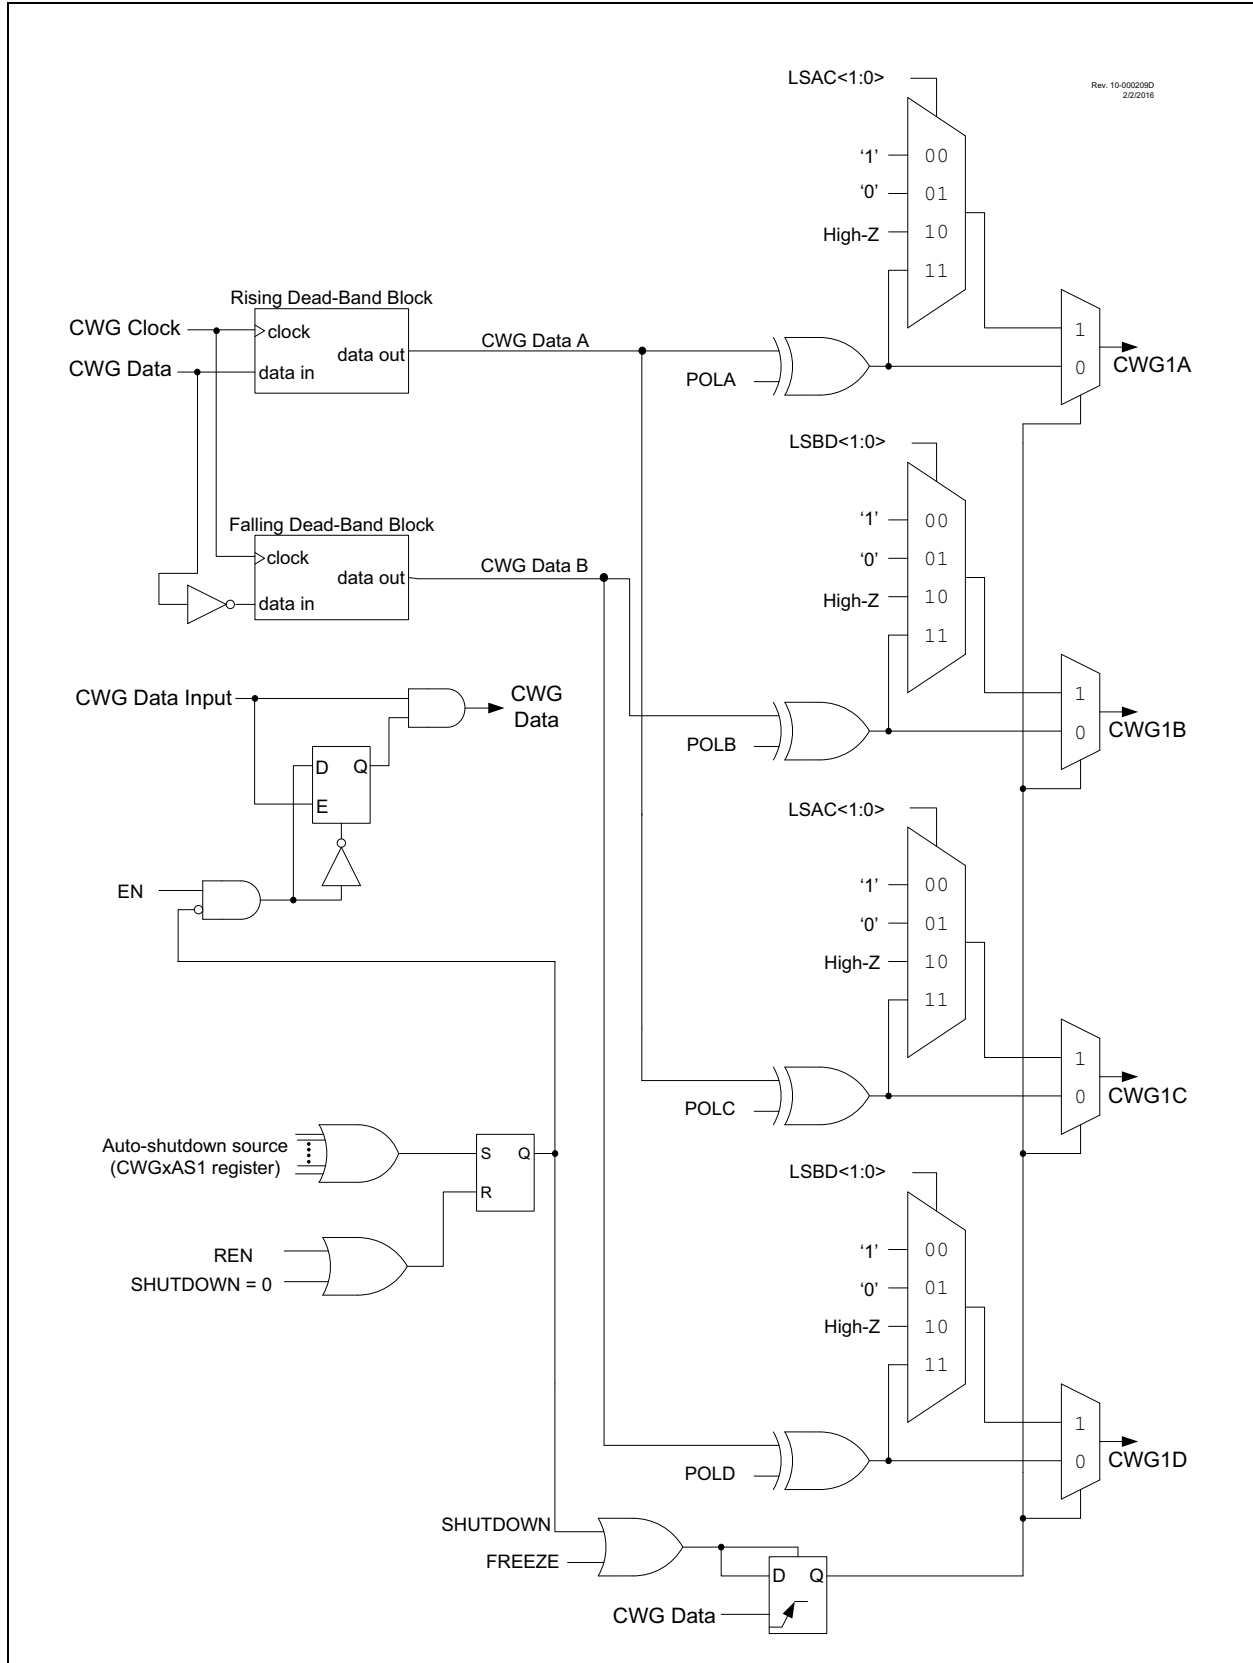 LSAC<1:0>
Rev. 10-000209D
2/2/2016
‘1’
00
‘0’
01
High-Z
10
11
Rising Dead-Band Block
CWG Clock
clock
data out
CWG Data
data in
CWG Data A
POLA
1
0
CWG1A
LSBD<1:0>
‘1’
00
‘0’
01
High-Z
10
11
Falling Dead-Band Block
clock
data out
data in
CWG Data B
POLB
1
0
CWG1B
CWG Data Input
CWG
Data
D
Q
E
EN
LSAC<1:0>
‘1’
00
‘0’
01
High-Z
10
11
POLC
1
0
CWG1C
Auto-shutdown source
(CWGxAS1 register)
S
Q
R
REN
SHUTDOWN = 0
LSBD<1:0>
‘1’
00
‘0’
01
High-Z
10
11
POLD
1
0
CWG1D
SHUTDOWN
FREEZE
D
Q
CWG Data